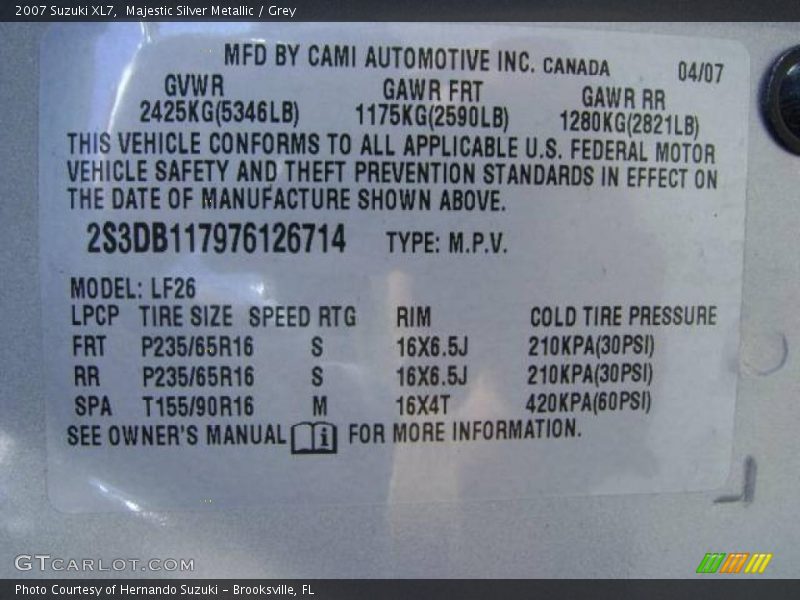 2007 Suzuki XL7, Majestic Silver Metallic / Grey
MFD BY CAMI AUTOMOTIVE INC. CANADA 04/07
GVWR GAWR FRT GAWR RR
2425KG(5346LB) 1175KG(2590LB) 1280KG(2821LB)
THIS VEHICLE CONFORMS TO ALL APPLICABLE U.S. FEDERAL MOTOR
VEHICLE SAFETY AND THEFT PREVENTION STANDARDS IN EFFECT ON
THE DATE OF MANUFACTURE SHOWN ABOVE.
2S3DB117976126714 TYPE: M.P.V.
MODEL: LF26
LPCP TIRE SIZE SPEED RTG RIM COLD TIRE PRESSURE
FRT P235/65R16 S 16X6.5J 210KPA(30PSI)
RR P235/65R16 S 16X6.5J 210KPA(30PSI)
SPA T155/90R16 M 16X4T 420KPA(60PSI)
SEE OWNER'S MANUAL i FOR MORE INFORMATION.
GTCARLOT.COM
Photo Courtesy of Hernando Suzuki - Brooksville, FL